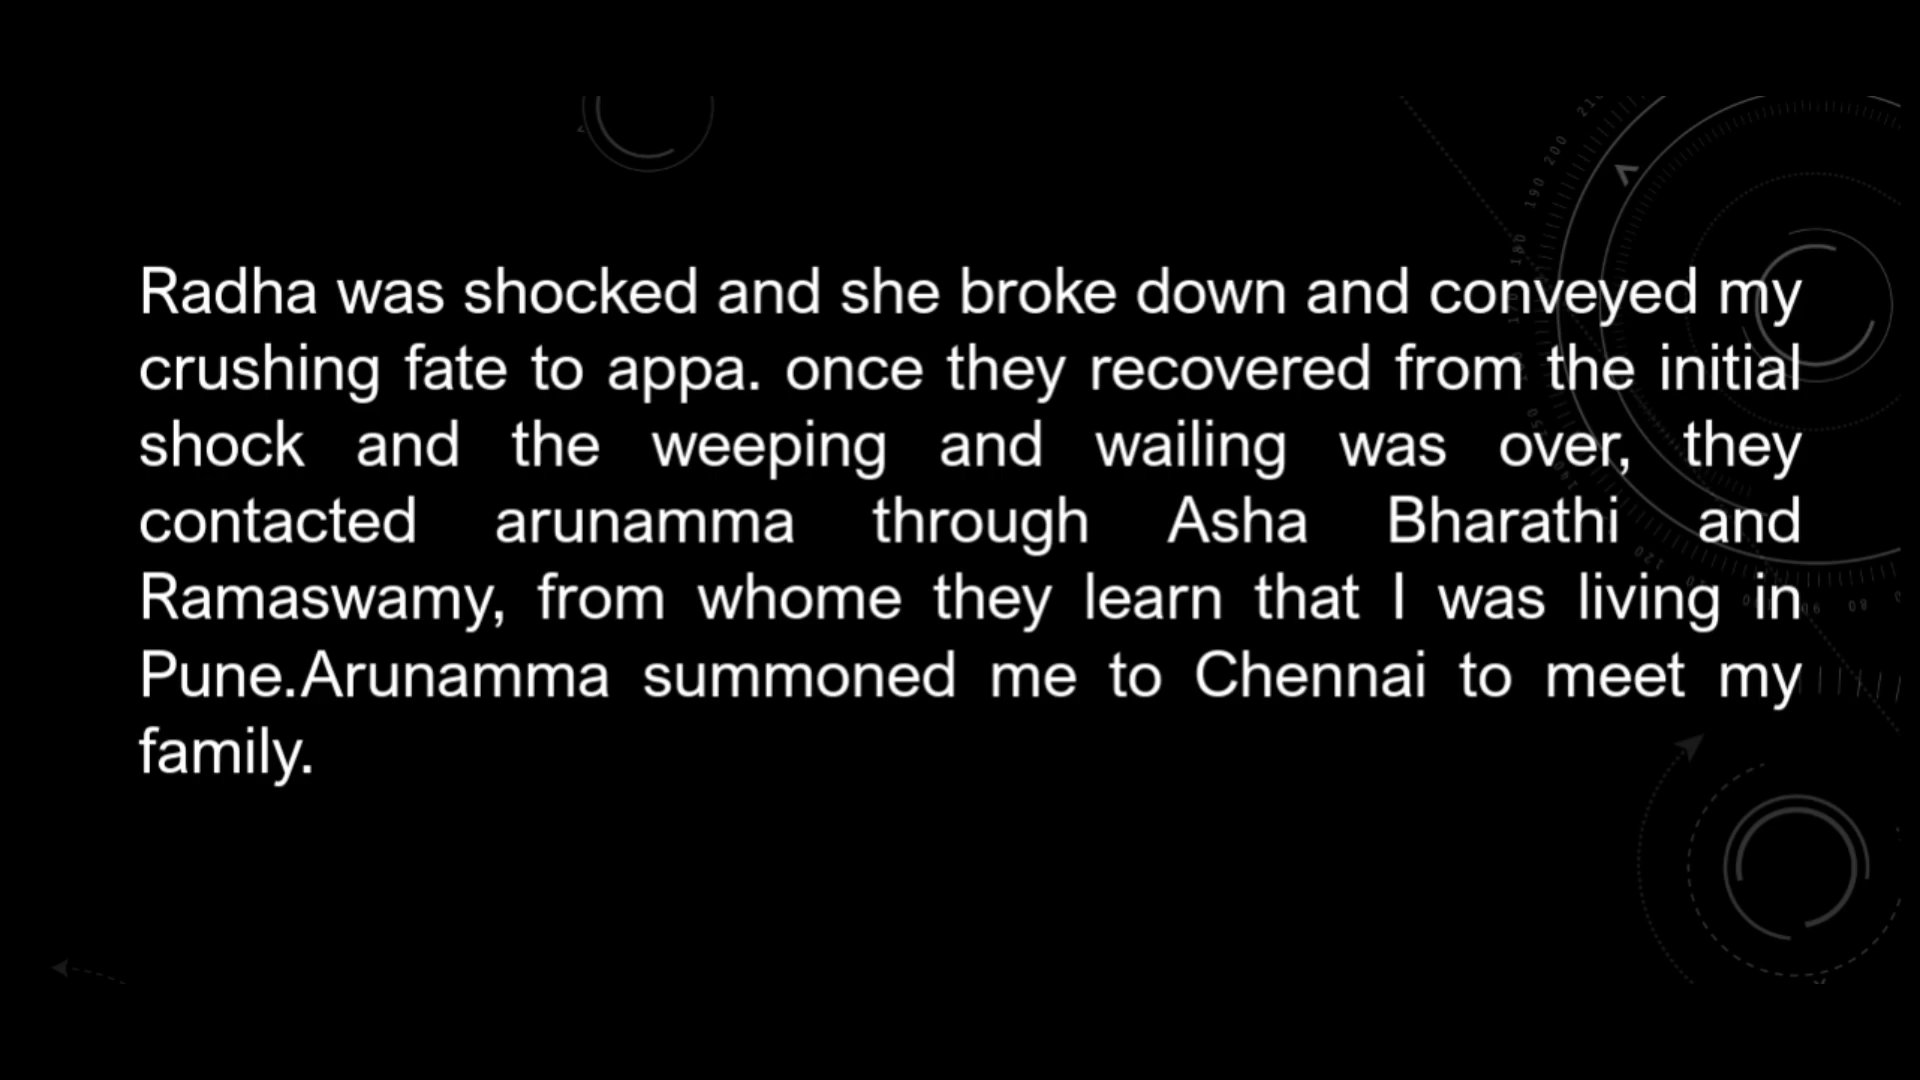 Radha was shocked and she broke down and conveyed my
crushing fate to appa. once they recovered from the initial
shock and the weeping and wailing was over, they
contacted arunamma through Asha Bharathi and
Ramaswamy, from whome they learn that I was living in
Pune.Arunamma summoned me to Chennai to meet my
family.